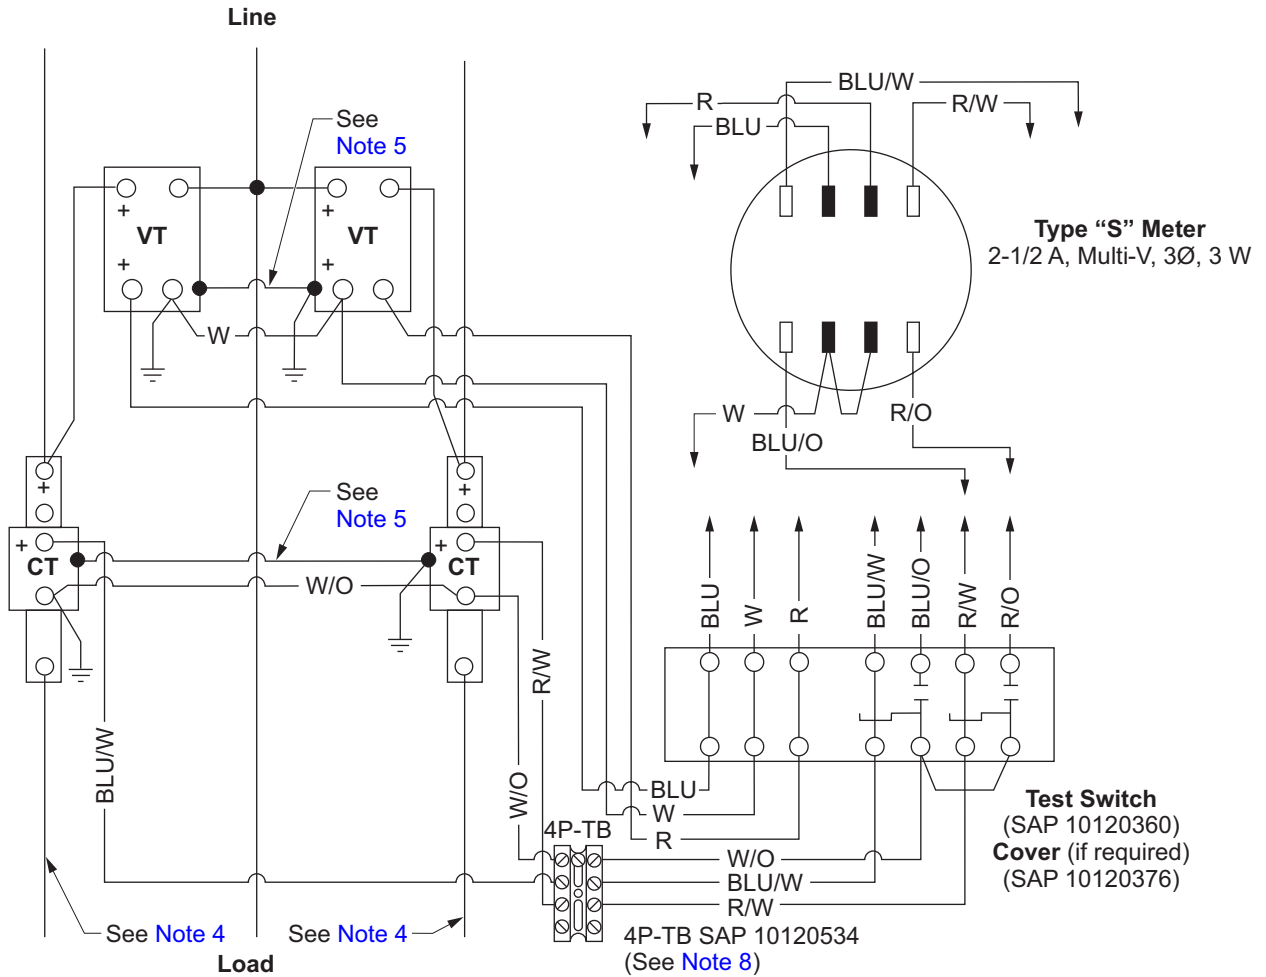 Line
BLU/W
R
R/W
BLU
See
Note 5
+
+
VT
VT
+
+
Type “S” Meter
2-1/2 A, Multi-V, 3Ø, 3 W
W
W
R/O
BLU/O
+
+
See
Note 5
+
+
CT
CT
W/O
BLU
W
R
BLU/W
BLU/O
R/W
R/O
R/W
BLU/W
W/O
BLU
W
R
4P-TB
Test Switch
(SAP 10120360)
Cover (if required)
(SAP 10120376)
W/O
BLU/W
R/W
See Note 4
See Note 4
4P-TB SAP 10120534
(See Note 8)
Load